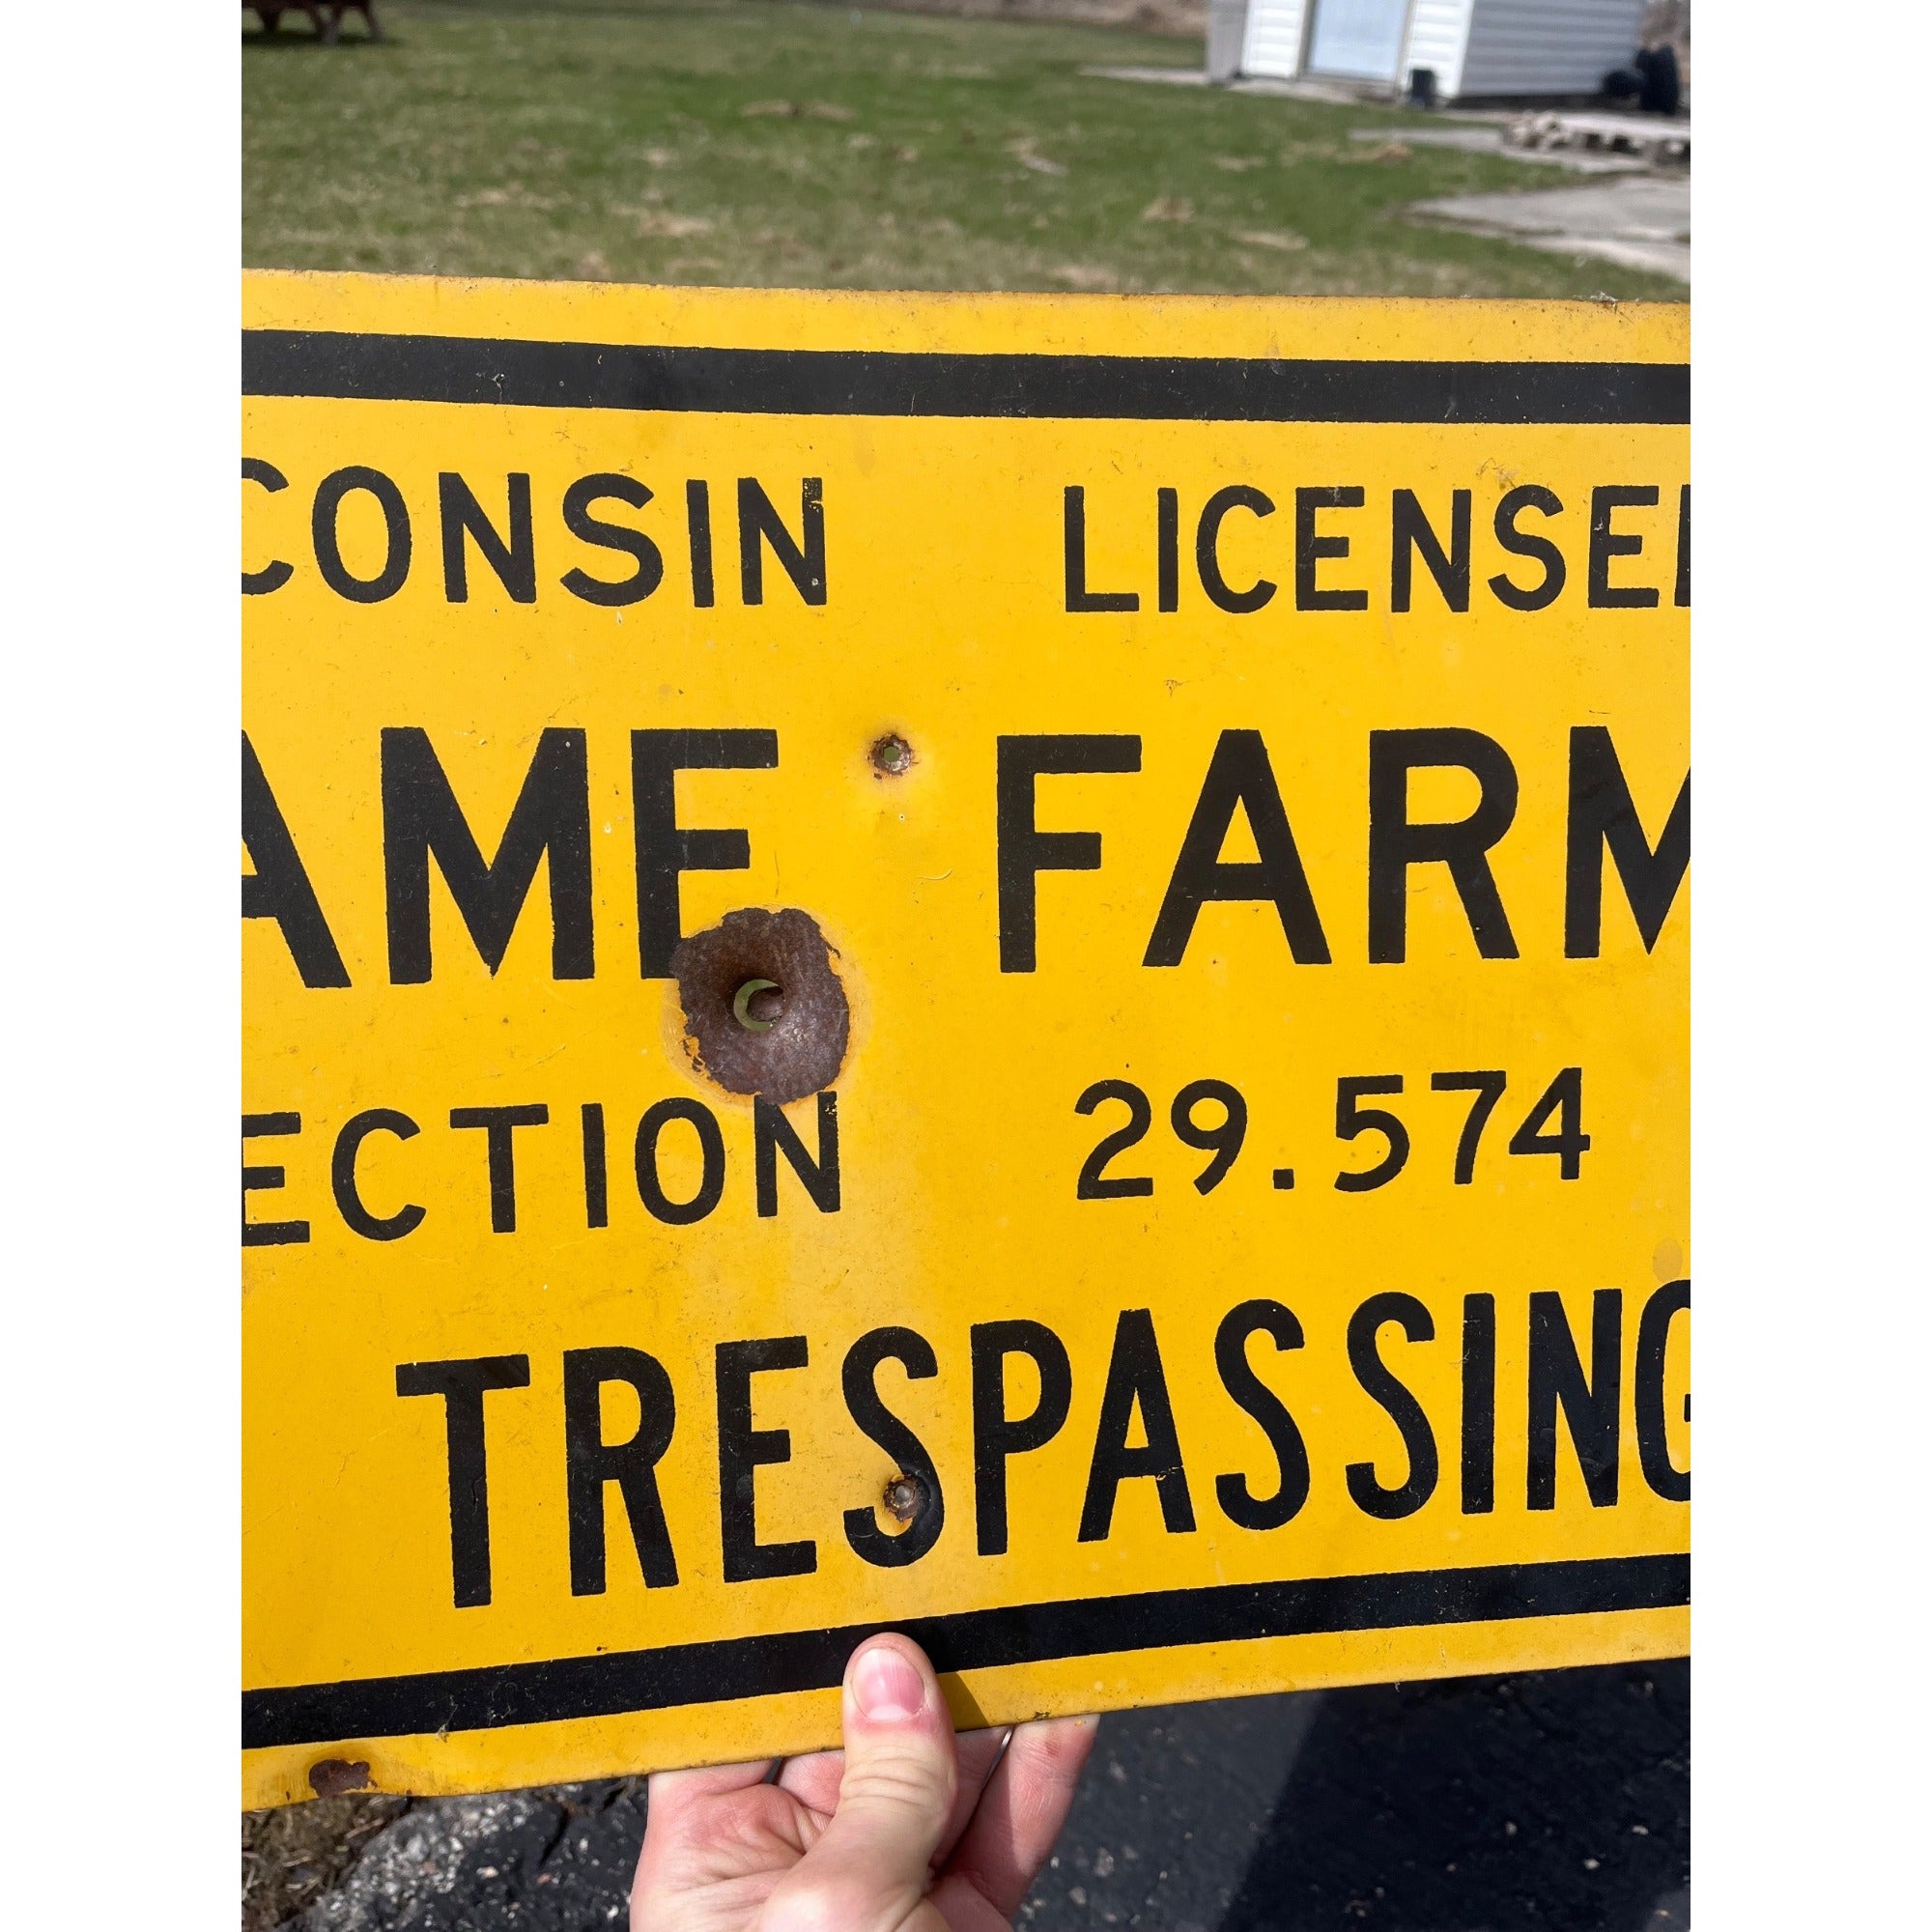 CONSIN LICENSE
AME FARM
ECTION 29.574
TRESPASSING